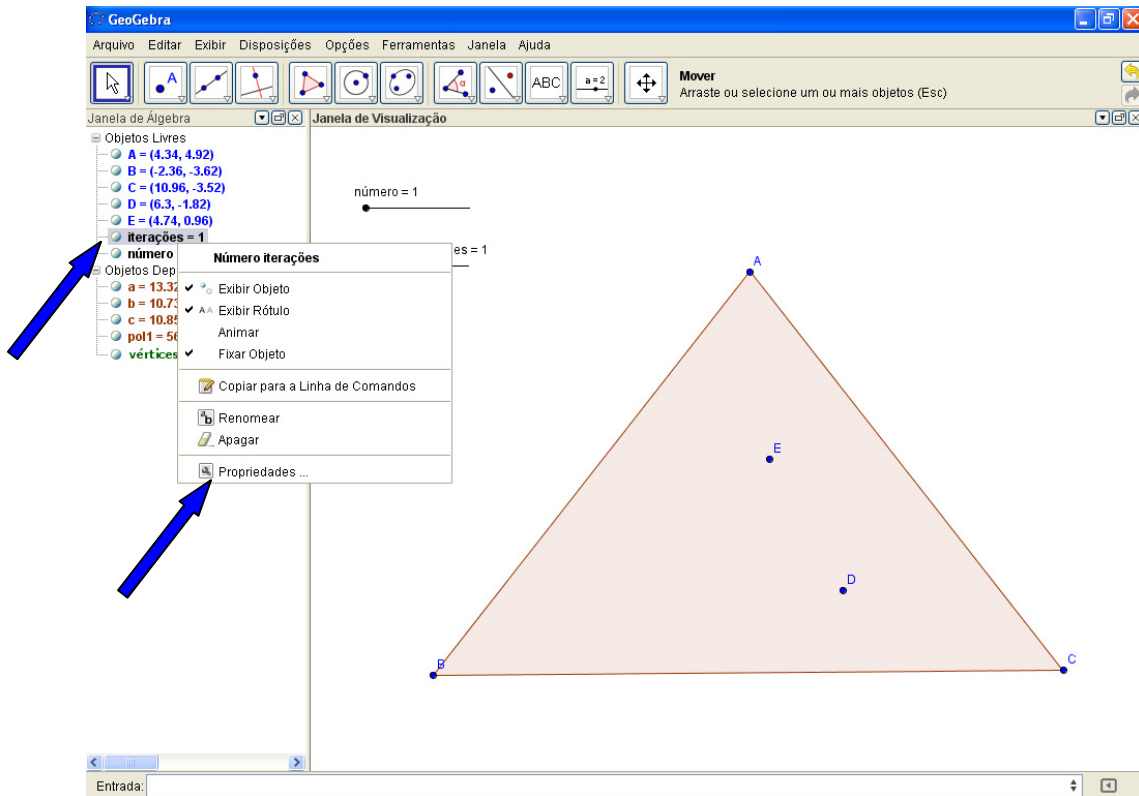 GeoGebra
Arquivo Editar Exibir Disposições Opções Ferramentas Janela Ajuda
A
α
ABC
a=2
Mover
Arraste ou selecione um ou mais objetos (Esc)
Janela de Álgebra
Janela de Visualização
Objetos Livres
A = (4.34, 4.92)
B = (-2.36, -3.62)
C = (10.96, -3.52)
D = (6.3, -1.82)
E = (4.74, 0.96)
iterações = 1
número
Objetos Dep
a = 13.32
b = 10.73
c = 10.85
pol1 = 56
vértices
Número iterações
Exibir Objeto
AA Exibir Rótulo
Animar
Fixar Objeto
Copiar para a Linha de Comandos
ab Renomear
Apagar
Propriedades ...
número = 1
es = 1
A
E
D
B
C
Entrada: